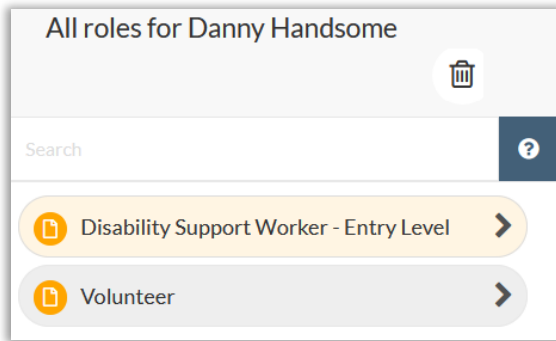 All roles for Danny Handsome
Search
Disability Support Worker - Entry Level
Volunteer